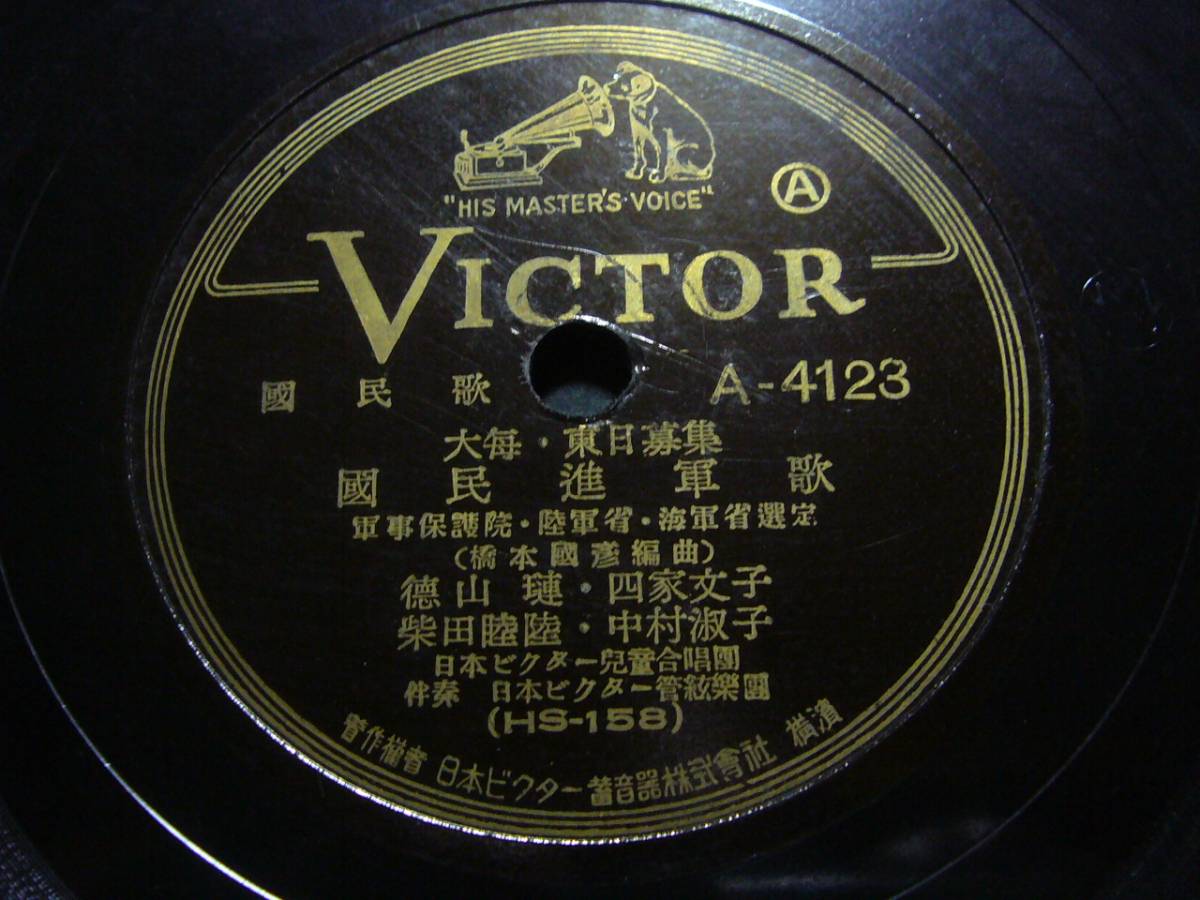 "HIS MASTER'S VOICE"
Ⓐ
VICTOR
國民歌 A-4123
大每・東日募集
國民進軍歌
軍事保護院・陸軍省・海軍省選定
(橋本國彥編曲)
德山璉・四家文子
柴田睦陸・中村淑子
日本ビクター兒童合唱團
伴奏 日本ビクター管絃樂團
(HS-158)
著作權者 日本ビクター蓄音器株式會社 橫濱